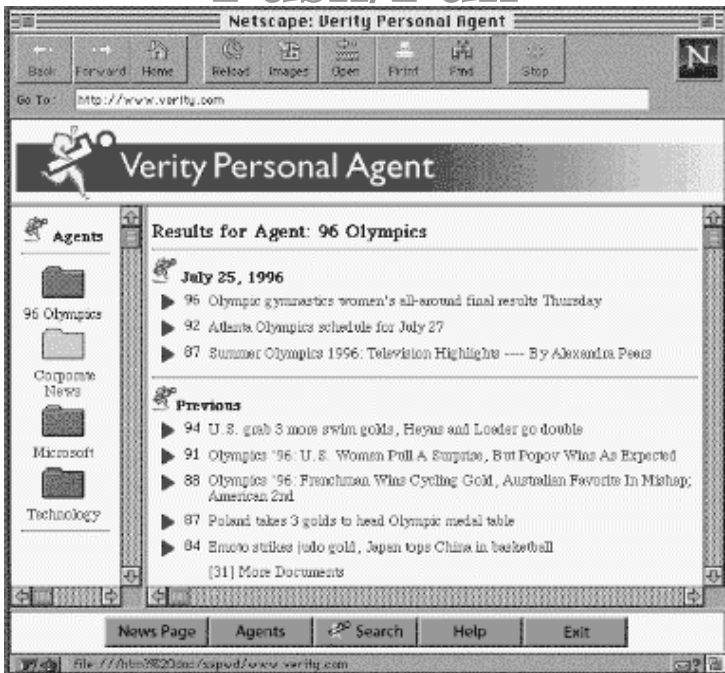 Netscape: Verity Personal Agent
Back Forward Home Reload Images Open Print Find Stop
N
Go To: http://www.verity.com
Verity Personal Agent
Agents
96 Olympics
Corporate
News
Microsoft
Technology
Results for Agent: 96 Olympics
July 25, 1996
96 Olympic gymnastics women's all-around final results Thursday
92 Atlanta Olympics schedule for July 27
87 Summer Olympics 1996: Television Highlights ---- By Alexandra Peers
Previous
94 U.S. grab 3 more swim golds, Heyns and Loader go double
91 Olympics '96: U.S. Women Pull A Surprise, But Popov Wins As Expected
88 Olympics '96: Frenchman Wins Cycling Gold, Australian Favorite In Mishap;
American 2nd
87 Poland takes 3 golds to head Olympic medal table
84 Emoto strikes judo gold, Japan tops China in basketball
[31] More Documents
News Page Agents Search Help Exit